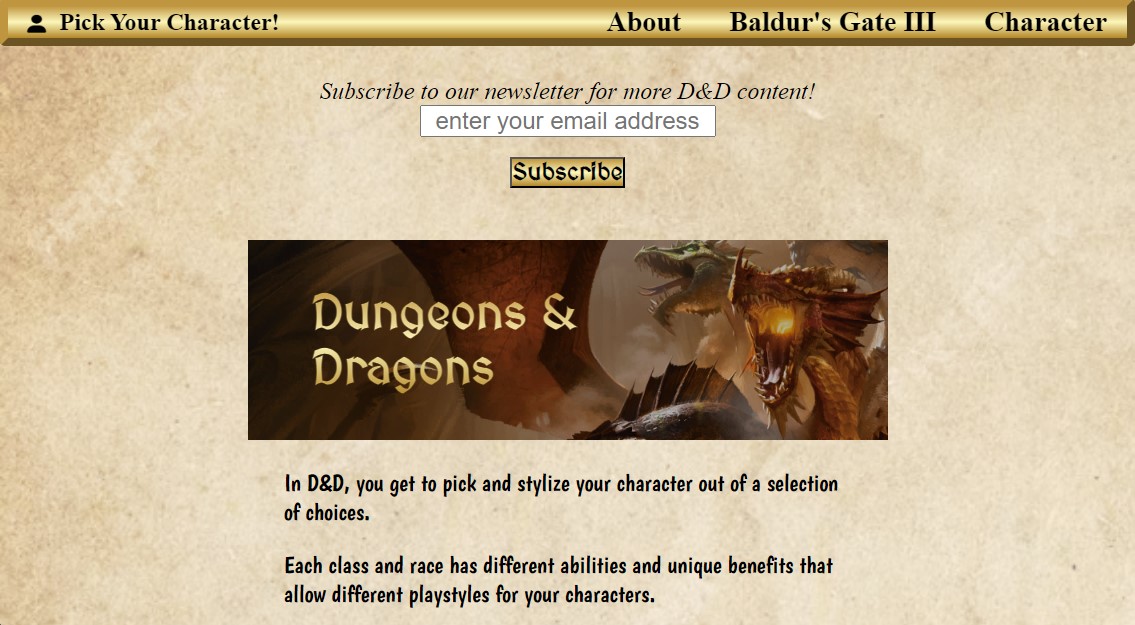 Pick Your Character!
About
Baldur's Gate III
Character
Subscribe to our newsletter for more D&D content!
enter your email address
Subscribe
Dungeons &
Dragons
In D&D, you get to pick and stylize your character out of a selection
of choices.
Each class and race has different abilities and unique benefits that
allow different playstyles for your characters.